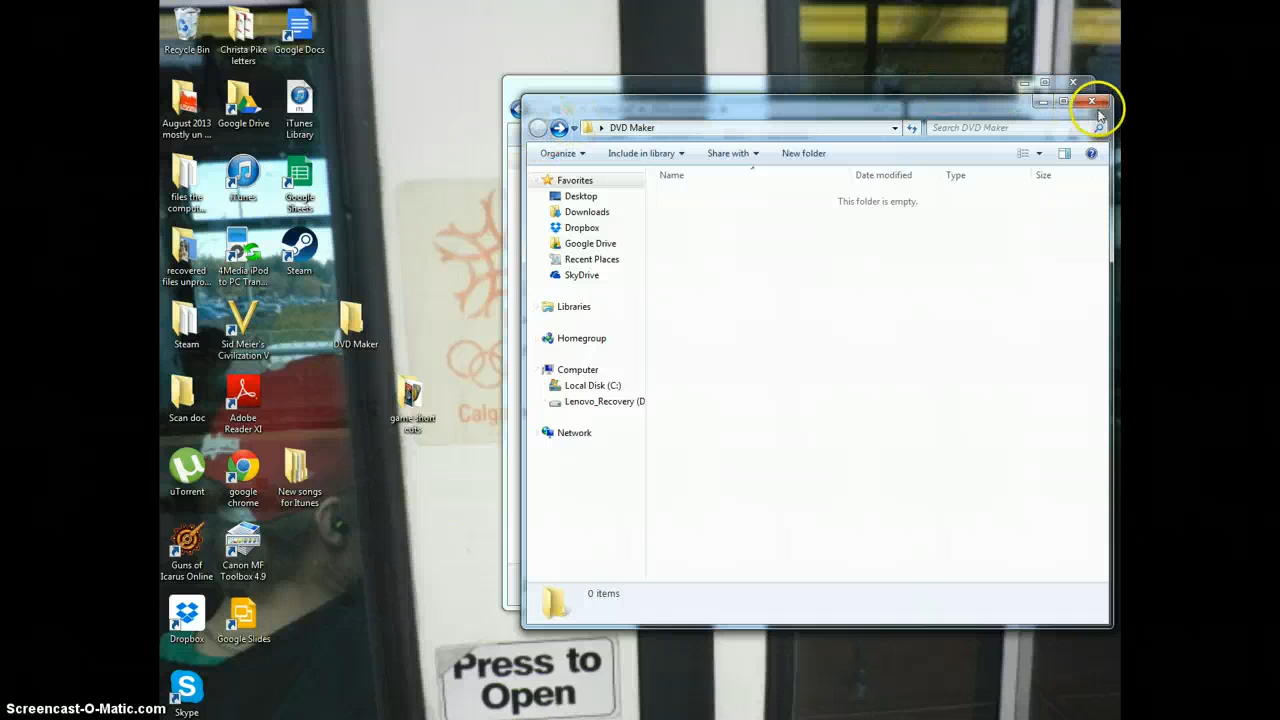 Recycle Bin
Christa Pike
letters
Google Docs
August 2013
mostly un ...
Google Drive
iTunes
Library
files the
comput...
iTunes
Google
Sheets
recovered
files unpro...
4Media iPod
to PC Tran...
Steam
Steam
Sid Meier's
Civilization V
DVD Maker
Scan doc
Adobe
Reader XI
game short
cuts
uTorrent
google
chrome
New songs
for Itunes
Guns of
Icarus Online
Canon MF
Toolbox 4.9
Dropbox
Google Slides
Skype
DVD Maker
Search DVD Maker
Organize
Include in library
Share with
New folder
Favorites
Desktop
Downloads
Dropbox
Google Drive
Recent Places
SkyDrive
Libraries
Homegroup
Computer
Local Disk (C:)
Lenovo_Recovery (D
Network
Name
Date modified
Type
Size
This folder is empty.
0 items
Calg
Press to
Open
Screencast-O-Matic.com